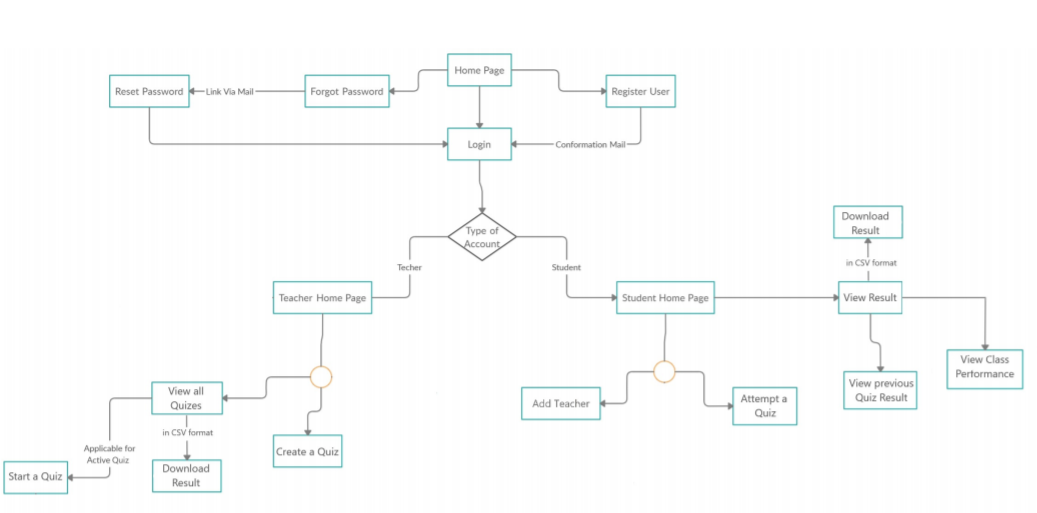 Home Page
Reset Password
Link Via Mail
Forgot Password
Register User
Login
Conformation Mail
Type of
Account
Techer
Student
Teacher Home Page
Student Home Page
Download
Result
in CSV format
View Result
View Class
Performance
View previous
Quiz Result
Add Teacher
Attempt a
Quiz
View all
Quizes
in CSV format
Applicable for
Active Quiz
Create a Quiz
Start a Quiz
Download
Result